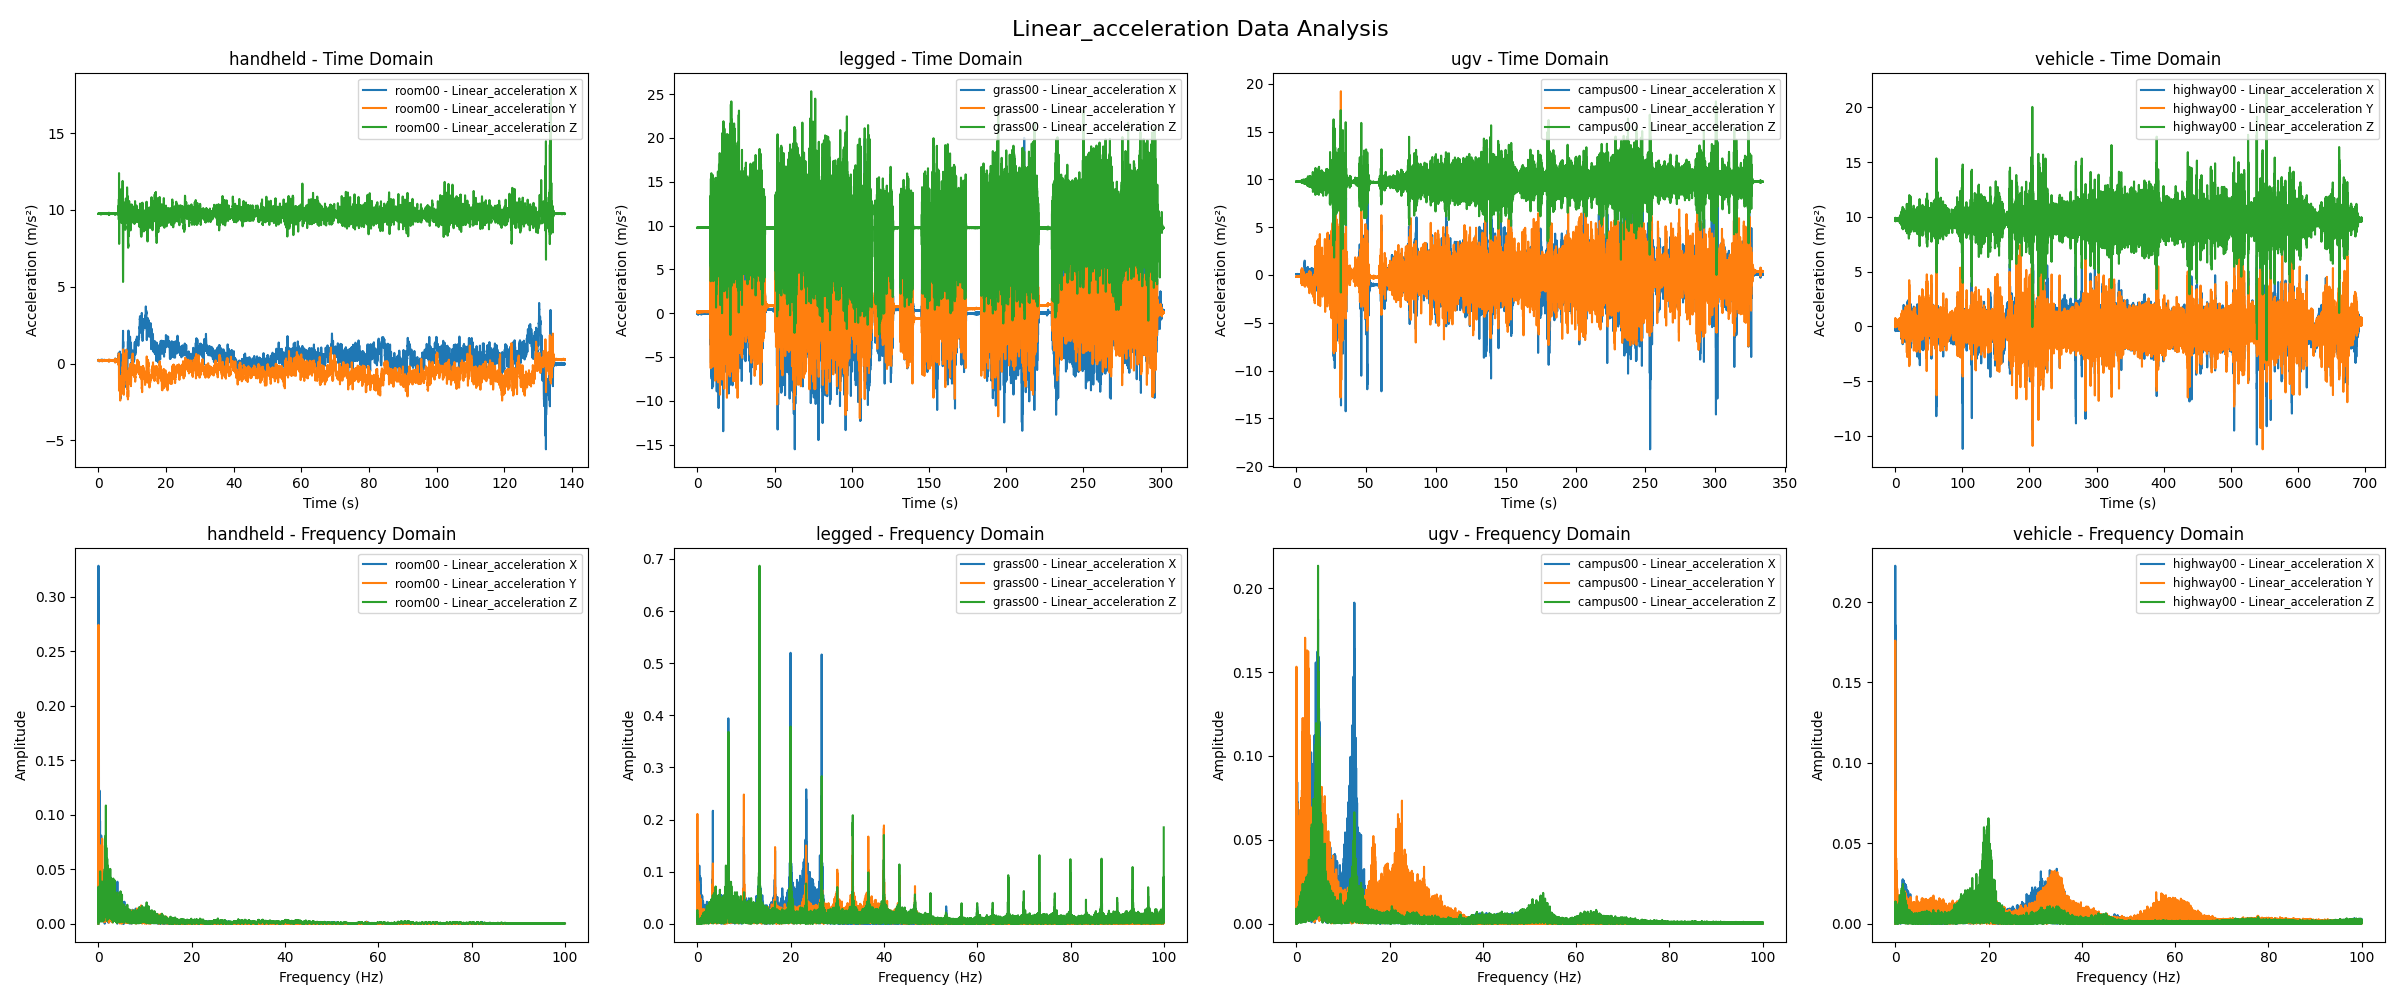 Linear_acceleration Data Analysis
handheld - Time Domain
room00 - Linear_acceleration X
room00 - Linear_acceleration Y
room00 - Linear_acceleration Z
Acceleration (m/s²)
15
10
5
0
−5
0 20 40 60 80 100 120 140
Time (s)
legged - Time Domain
grass00 - Linear_acceleration X
grass00 - Linear_acceleration Y
grass00 - Linear_acceleration Z
Acceleration (m/s²)
25
20
15
10
5
0
−5
−10
−15
0 50 100 150 200 250 300
Time (s)
ugv - Time Domain
campus00 - Linear_acceleration X
campus00 - Linear_acceleration Y
campus00 - Linear_acceleration Z
Acceleration (m/s²)
20
15
10
5
0
−5
−10
−15
−20
0 50 100 150 200 250 300 350
Time (s)
vehicle - Time Domain
highway00 - Linear_acceleration X
highway00 - Linear_acceleration Y
highway00 - Linear_acceleration Z
Acceleration (m/s²)
20
15
10
5
0
−5
−10
0 100 200 300 400 500 600 700
Time (s)
handheld - Frequency Domain
room00 - Linear_acceleration X
room00 - Linear_acceleration Y
room00 - Linear_acceleration Z
Amplitude
0.30
0.25
0.20
0.15
0.10
0.05
0.00
0 20 40 60 80 100
Frequency (Hz)
legged - Frequency Domain
grass00 - Linear_acceleration X
grass00 - Linear_acceleration Y
grass00 - Linear_acceleration Z
Amplitude
0.7
0.6
0.5
0.4
0.3
0.2
0.1
0.0
0 20 40 60 80 100
Frequency (Hz)
ugv - Frequency Domain
campus00 - Linear_acceleration X
campus00 - Linear_acceleration Y
campus00 - Linear_acceleration Z
Amplitude
0.20
0.15
0.10
0.05
0.00
0 20 40 60 80 100
Frequency (Hz)
vehicle - Frequency Domain
highway00 - Linear_acceleration X
highway00 - Linear_acceleration Y
highway00 - Linear_acceleration Z
Amplitude
0.20
0.15
0.10
0.05
0.00
0 20 40 60 80 100
Frequency (Hz)